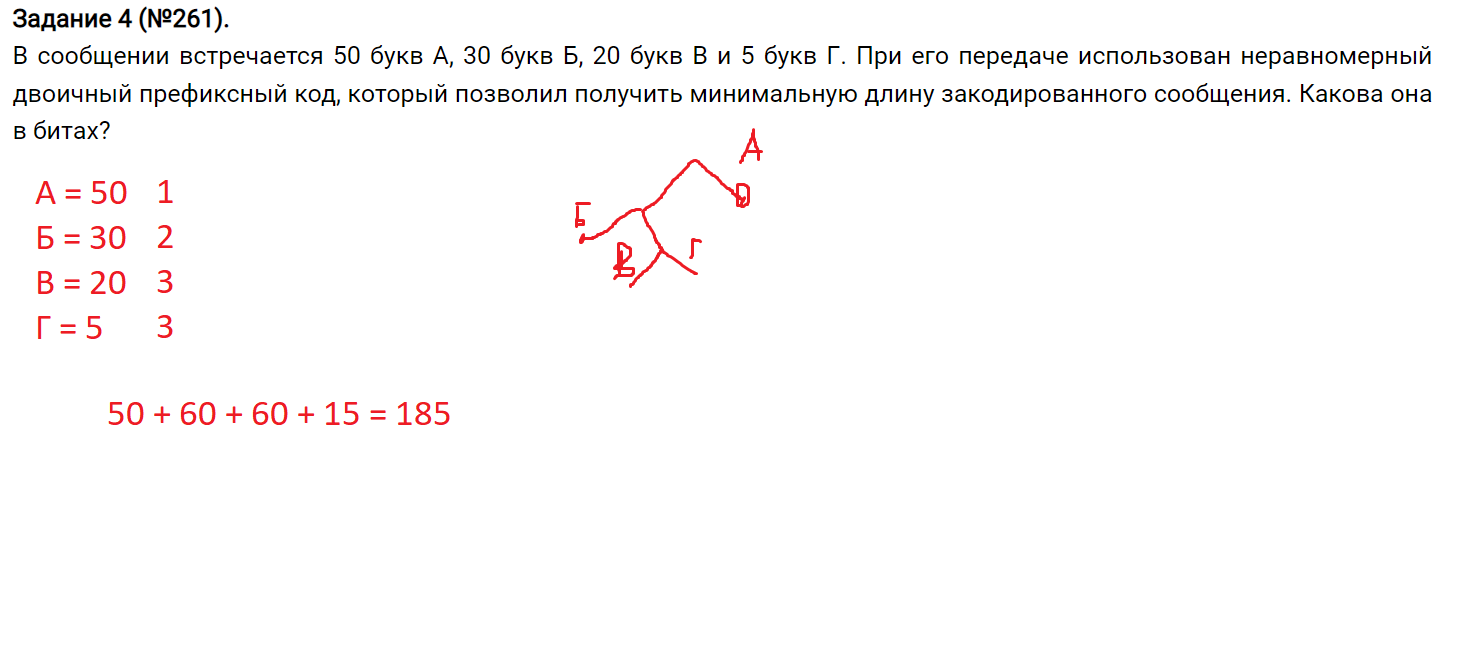 Задание 4 (№261).
В сообщении встречается 50 букв А, 30 букв Б, 20 букв В и 5 букв Г. При его передаче использован неравномерный
двоичный префиксный код, который позволил получить минимальную длину закодированного сообщения. Какова она
в битах?
А
А = 50 1
Б
Б = 30 2
Г
В
В = 20 3
Г = 5 3
50 + 60 + 60 + 15 = 185